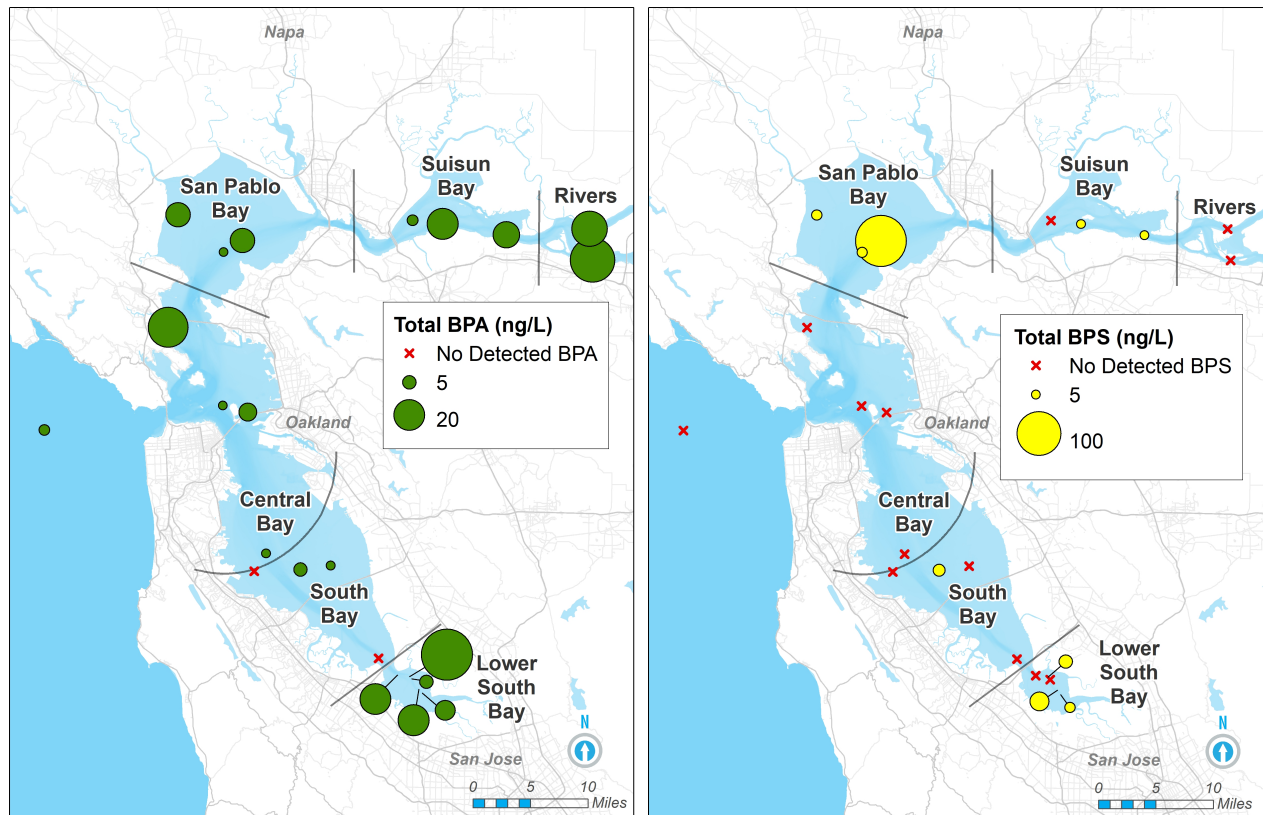 Napa
San Pablo
Bay
Suisun
Bay
Rivers
Total BPA (ng/L)
No Detected BPA
5
20
Oakland
Central
Bay
South
Bay
Lower
South
Bay
San Jose
N
0 5 10
Miles
Napa
San Pablo
Bay
Suisun
Bay
Rivers
Total BPS (ng/L)
No Detected BPS
5
100
Oakland
Central
Bay
South
Bay
Lower
South
Bay
San Jose
N
0 5 10
Miles